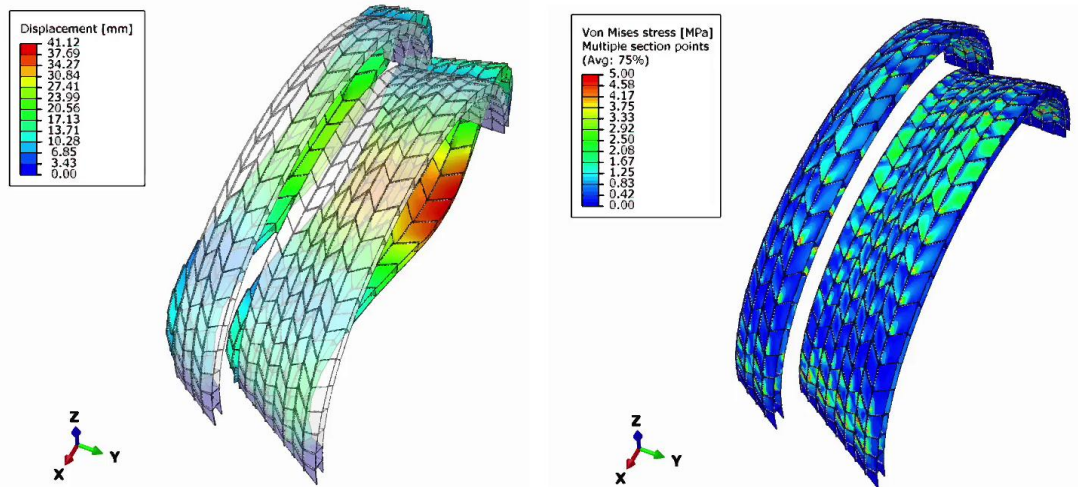 Displacement [mm]
41.12
37.69
34.27
30.84
27.41
23.99
20.56
17.13
13.71
10.28
6.85
3.43
0.00
Z
Y
X
Von Mises stress [MPa]
Multiple section points
(Avg: 75%)
5.00
4.58
4.17
3.75
3.33
2.92
2.50
2.08
1.67
1.25
0.83
0.42
0.00
Z
Y
X